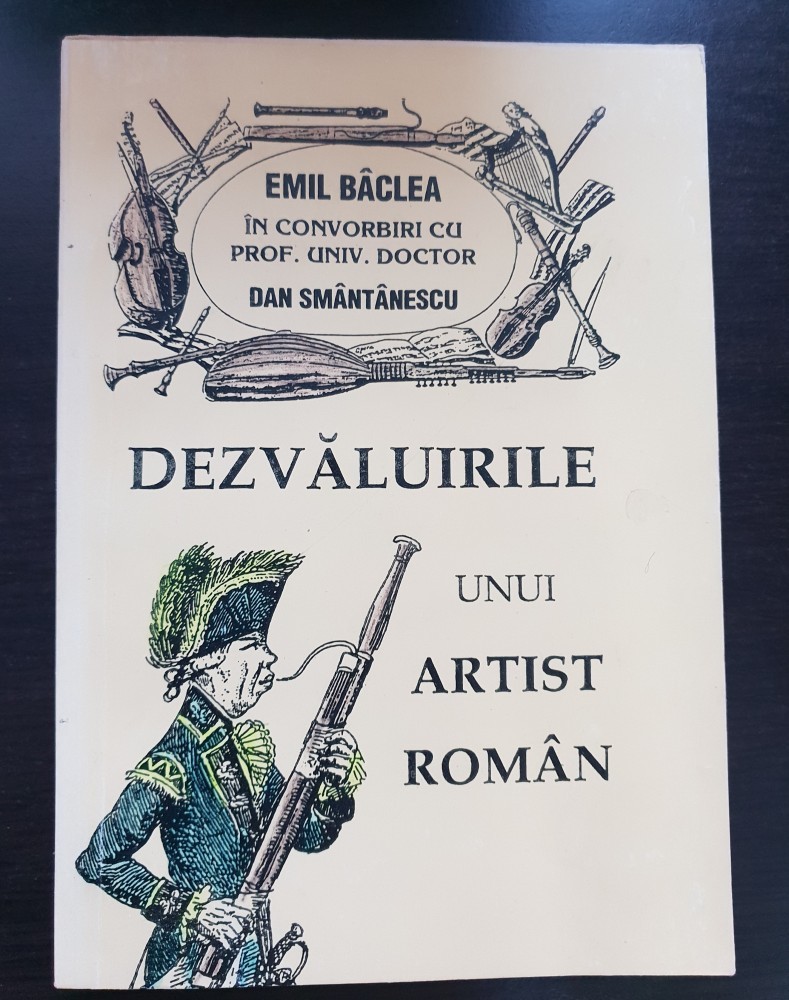 EMIL BÂCLEA
ÎN CONVORBIRI CU
PROF. UNIV. DOCTOR
DAN SMÂNTÂNESCU
DEZVĂLUIRILE
UNUI
ARTIST
ROMÂN